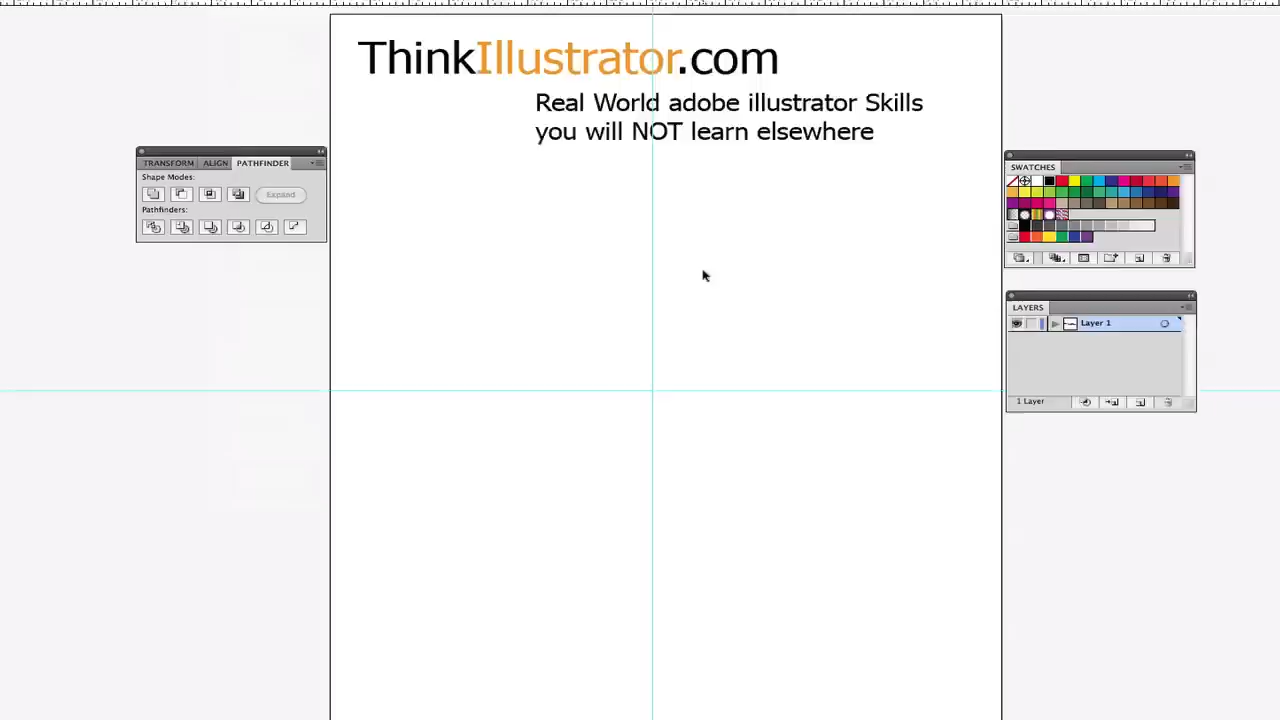 ThinkIllustrator.com
Real World adobe illustrator Skills
you will NOT learn elsewhere
TRANSFORM ALIGN PATHFINDER
Shape Modes:
Expand
Pathfinders:
SWATCHES
LAYERS
Layer 1
1 Layer